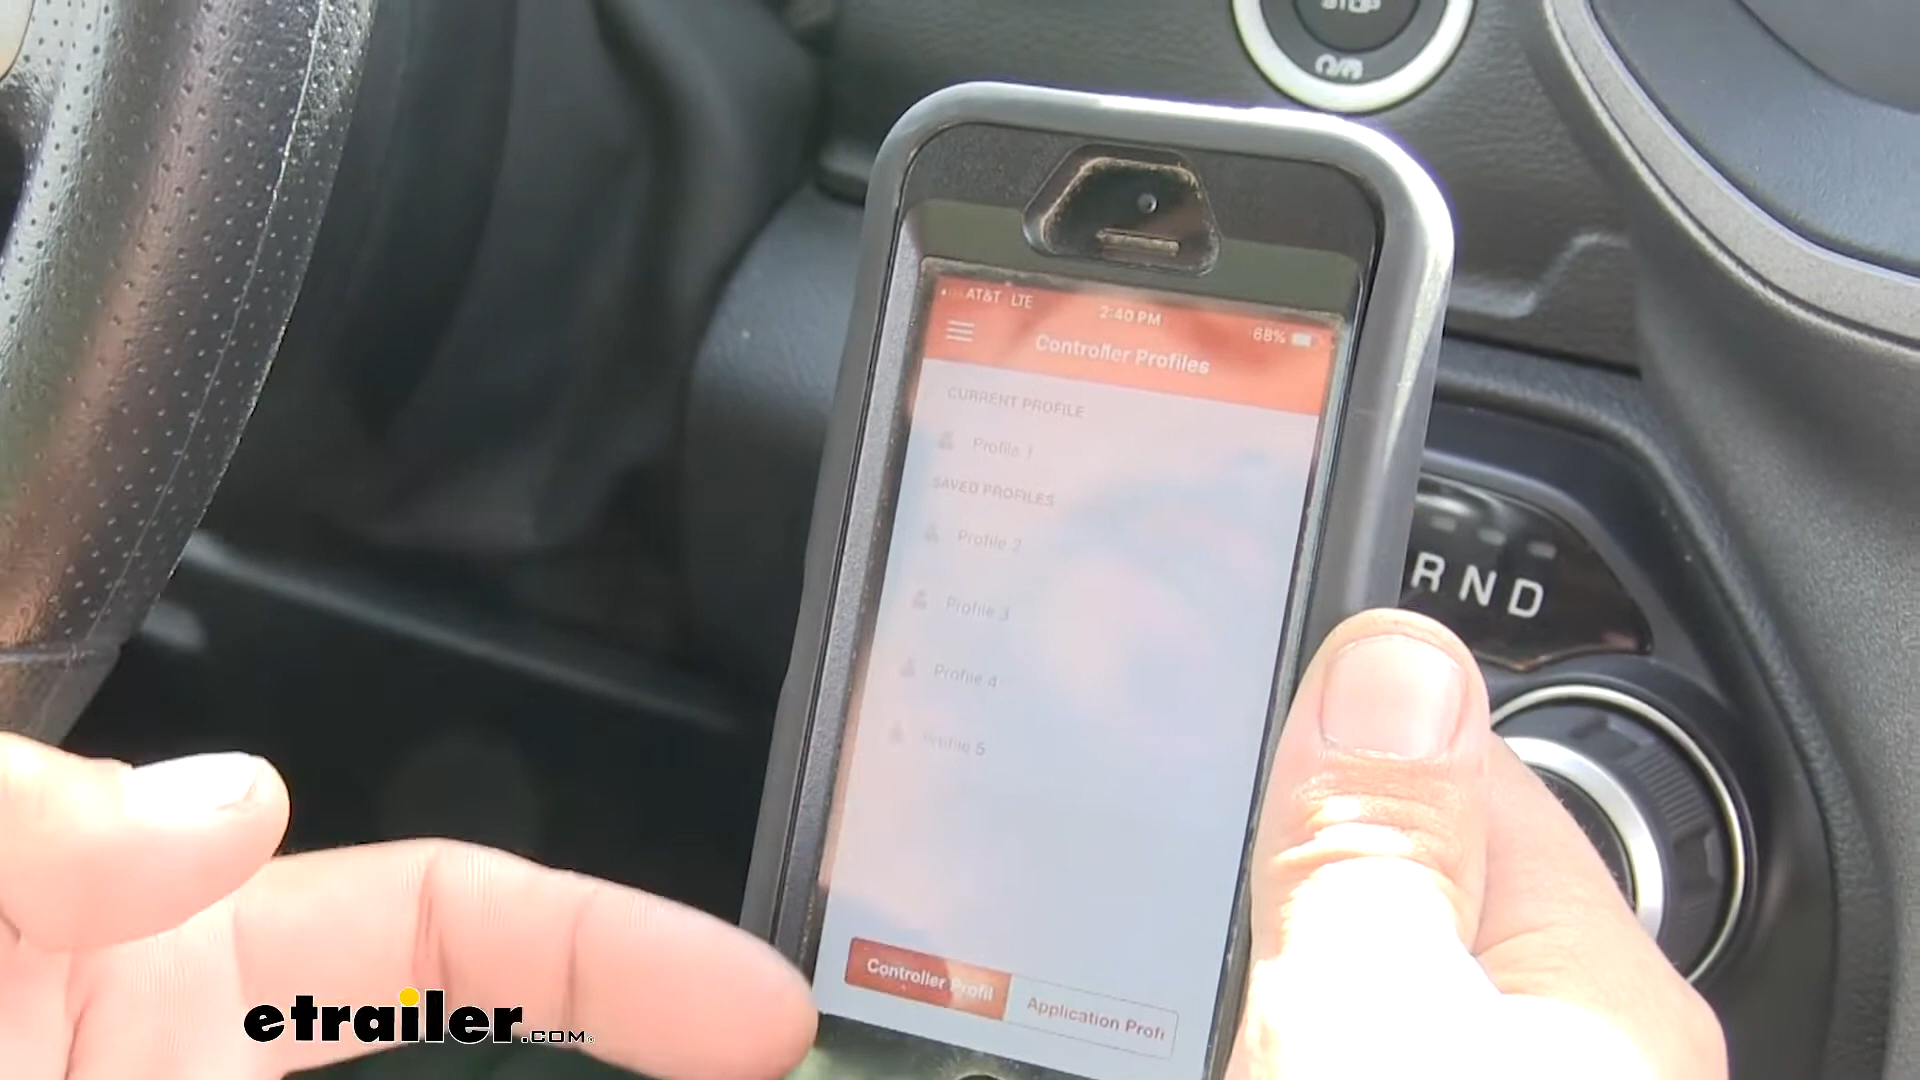 STOP
AT&T LTE 2:40 PM 68%
Controller Profiles
CURRENT PROFILE
Profile 1
SAVED PROFILES
Profile 2
Profile 3
Profile 4
Profile 5
Controller Profil
Application Profi
RND
etrailer.com